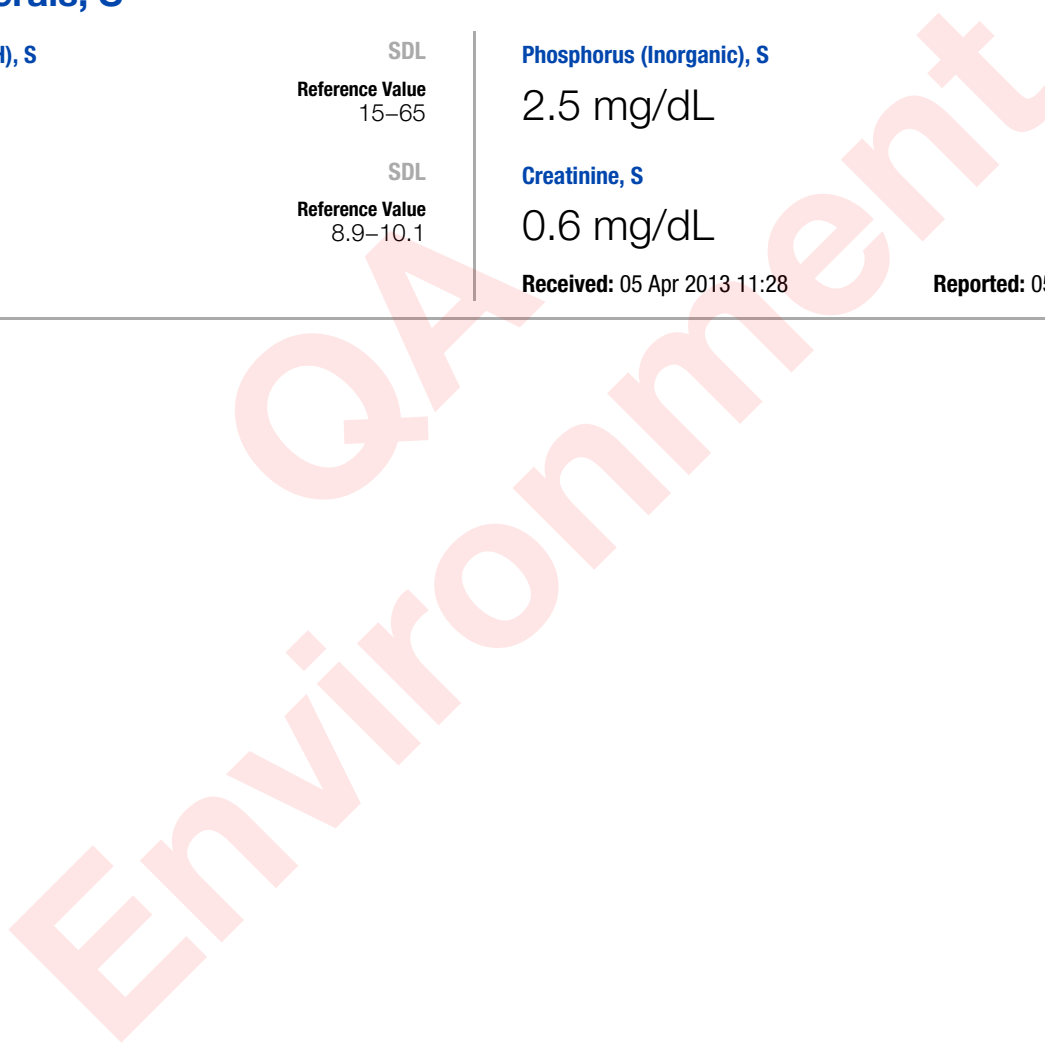 H), S
SDL
Reference Value
15–65
SDL
Reference Value
8.9–10.1
Phosphorus (Inorganic), S
2.5 mg/dL
Creatinine, S
0.6 mg/dL
Received: 05 Apr 2013 11:28 Reported: 05
QA
Environment